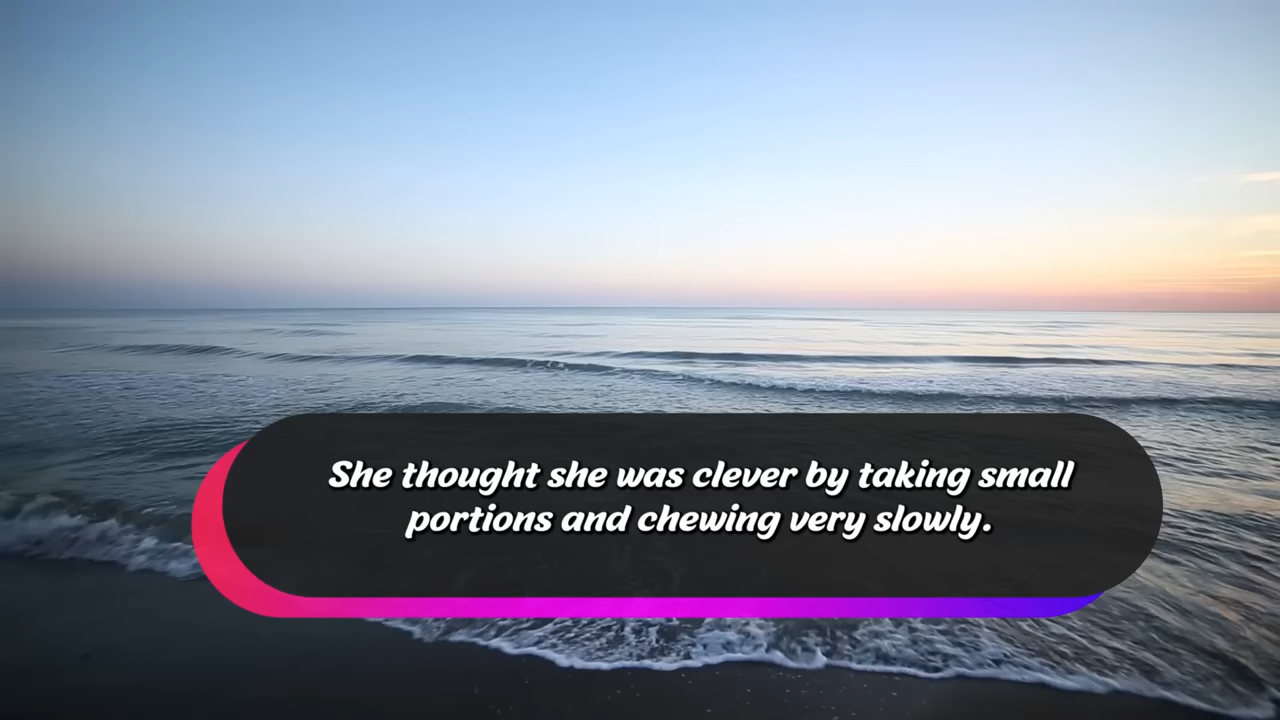 She thought she was clever by taking small
portions and chewing very slowly.